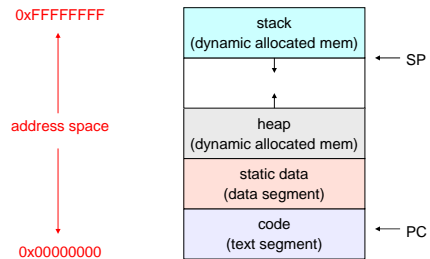 0xFFFFFFFF
stack
(dynamic allocated mem)
SP
address space
heap
(dynamic allocated mem)
static data
(data segment)
code
(text segment)
PC
0x00000000